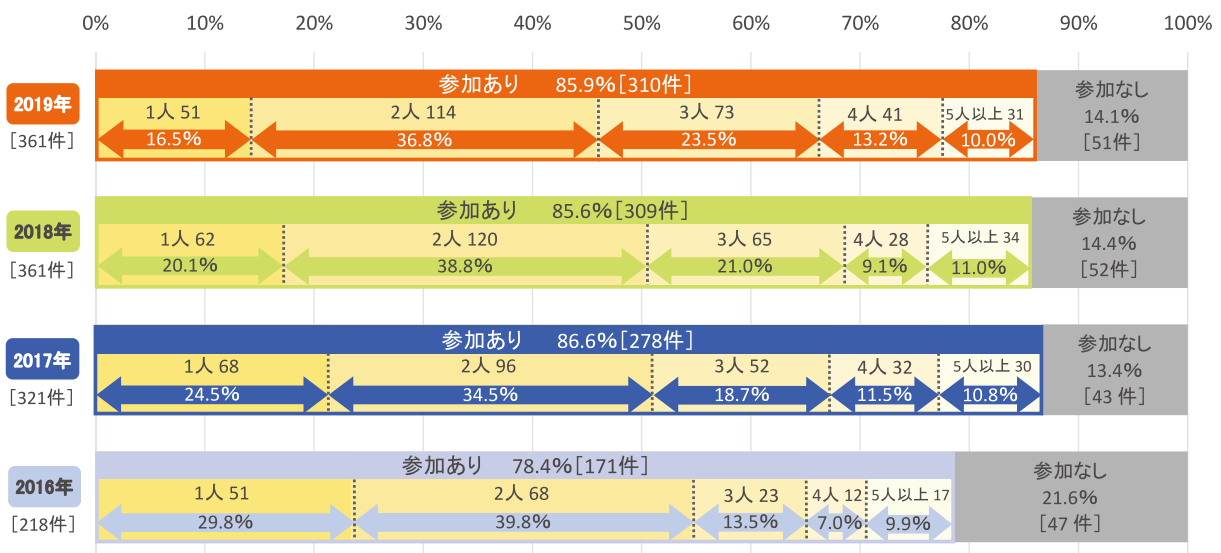 0% 10% 20% 30% 40% 50% 60% 70% 80% 90% 100%
2019年
[361件]
参加あり 85.9%[310件]
1人 51 2人 114 3人 73 4人 41 5人以上 31
16.5% 36.8% 23.5% 13.2% 10.0%
参加なし
14.1%
[51件]
2018年
[361件]
参加あり 85.6%[309件]
1人 62 2人 120 3人 65 4人 28 5人以上 34
20.1% 38.8% 21.0% 9.1% 11.0%
参加なし
14.4%
[52件]
2017年
[321件]
参加あり 86.6%[278件]
1人 68 2人 96 3人 52 4人 32 5人以上 30
24.5% 34.5% 18.7% 11.5% 10.8%
参加なし
13.4%
[43 件]
2016年
[218件]
参加あり 78.4%[171件]
1人 51 2人 68 3人 23 4人 12 5人以上 17
29.8% 39.8% 13.5% 7.0% 9.9%
参加なし
21.6%
[47 件]